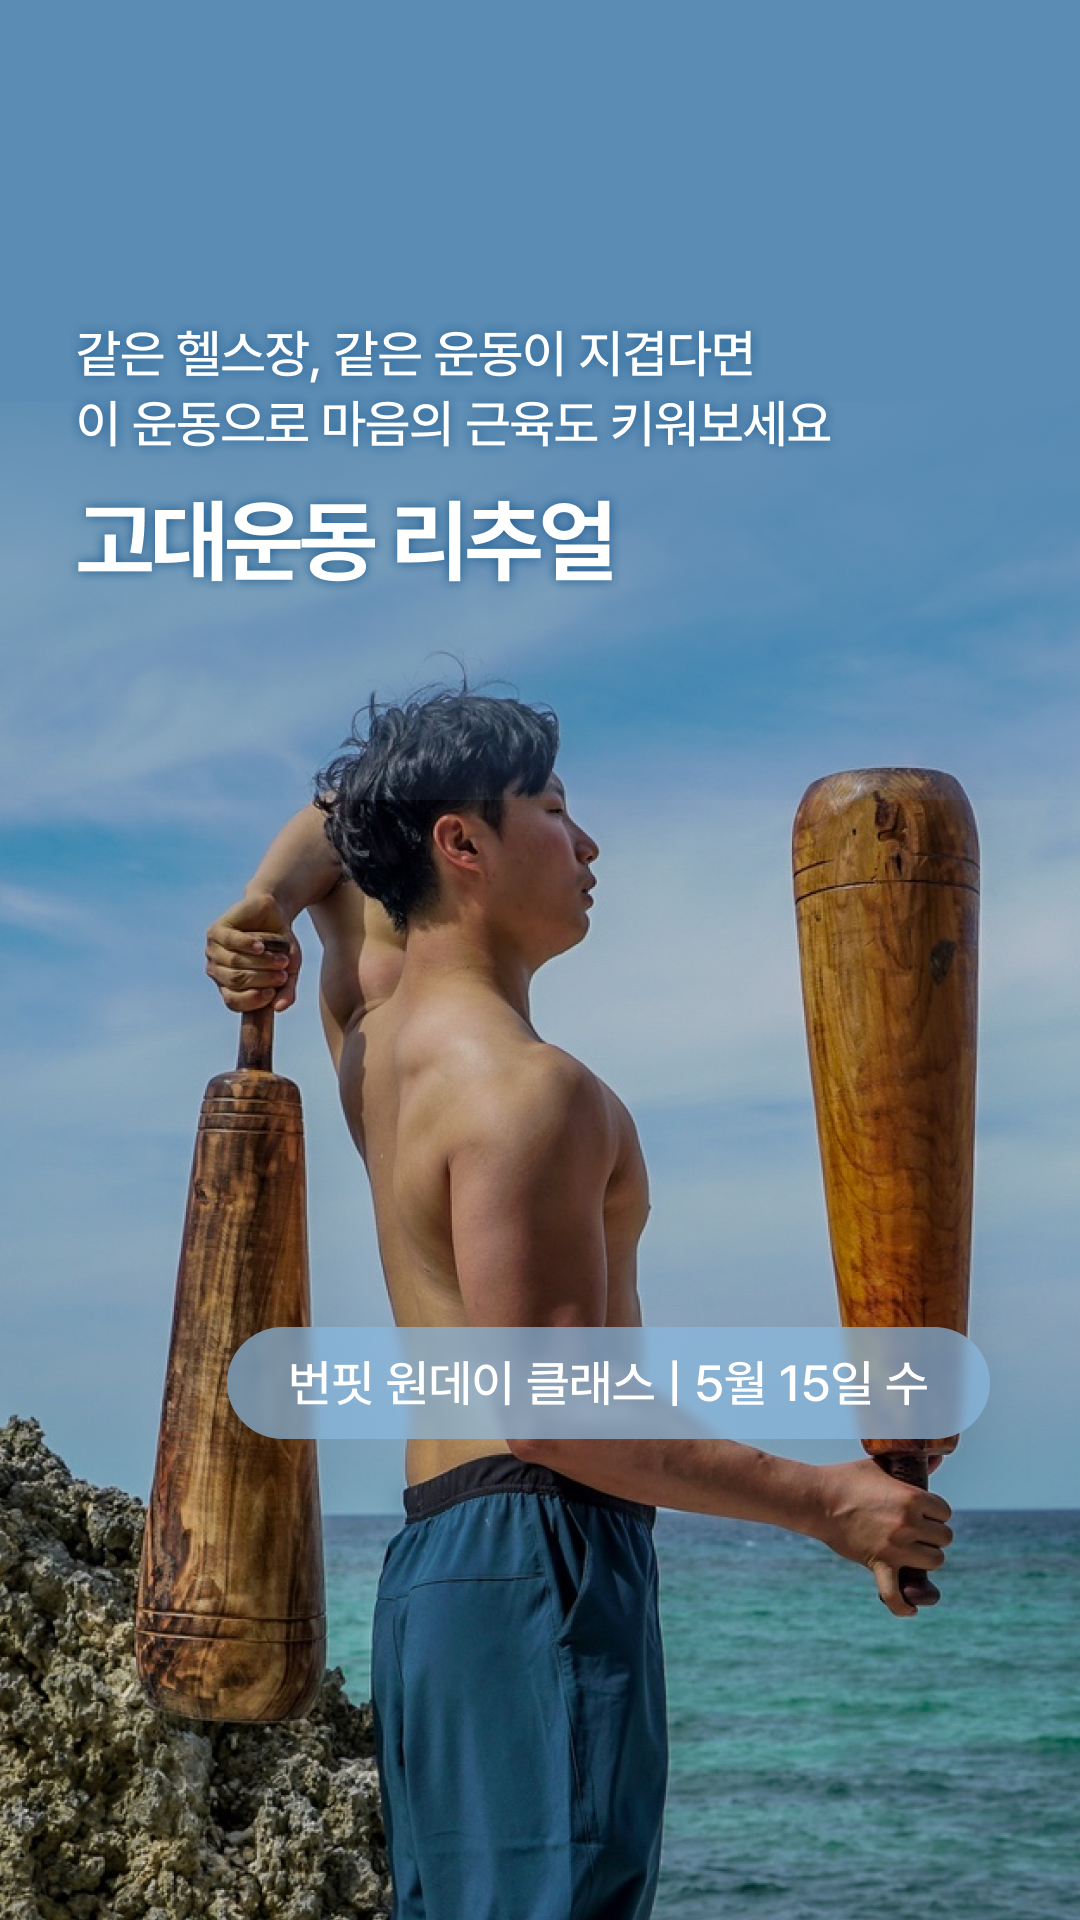 같은 헬스장, 같은 운동이 지겹다면
이 운동으로 마음의 근육도 키워보세요
고대운동 리추얼
번핏 원데이 클래스 | 5월 15일 수